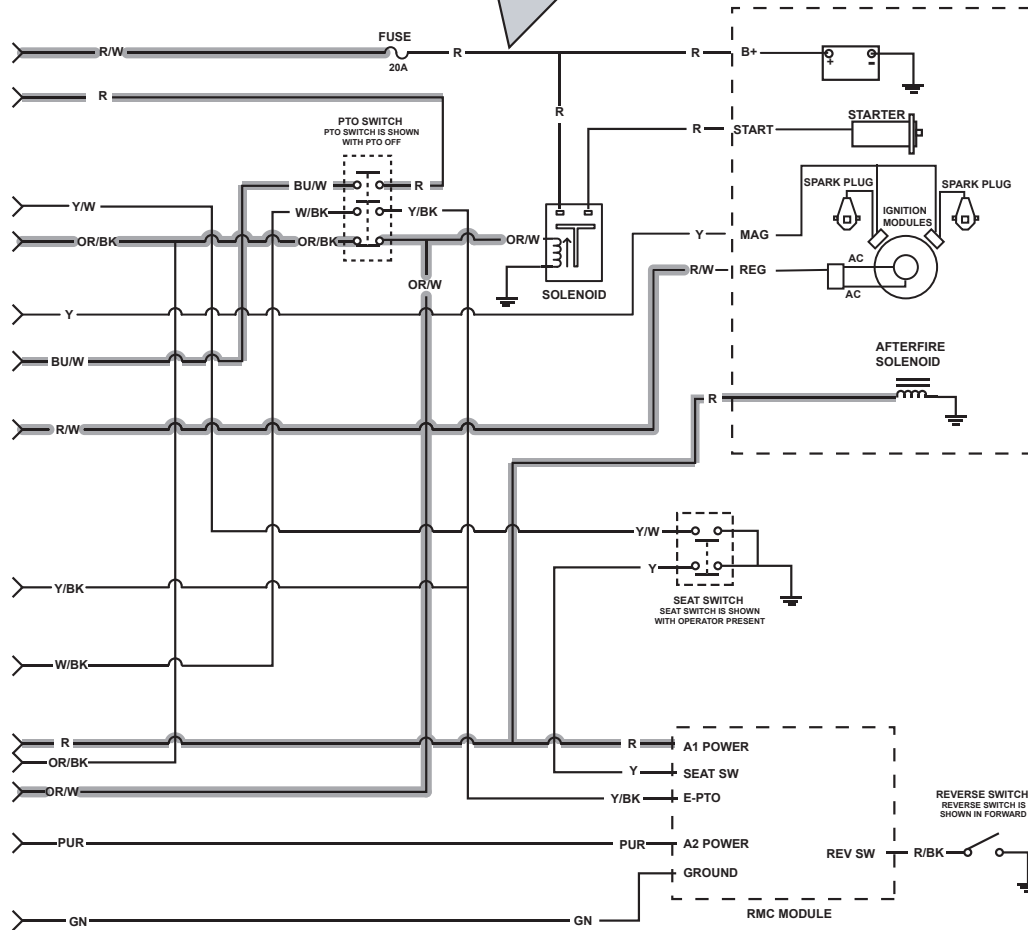 FUSE
R/W
R
R
B+
20A
R
R
PTO SWITCH
PTO SWITCH IS SHOWN
WITH PTO OFF
STARTER
R
START
BU/W
R
SPARK PLUG
SPARK PLUG
Y/W
W/BK
Y/BK
IGNITION
MODULES
OR/BK
OR/BK
OR/W
Y
MAG
AC
R/W
REG
OR/W
SOLENOID
AC
Y
AFTERFIRE
SOLENOID
BU/W
R
R/W
Y/W
Y
Y/BK
SEAT SWITCH
SEAT SWITCH IS SHOWN
WITH OPERATOR PRESENT
W/BK
R
R
A1 POWER
OR/BK
Y
SEAT SW
OR/W
Y/BK
E-PTO
REVERSE SWITCH
REVERSE SWITCH IS
SHOWN IN FORWARD
PUR
PUR
A2 POWER
REV SW
R/BK
GROUND
GN
GN
RMC MODULE